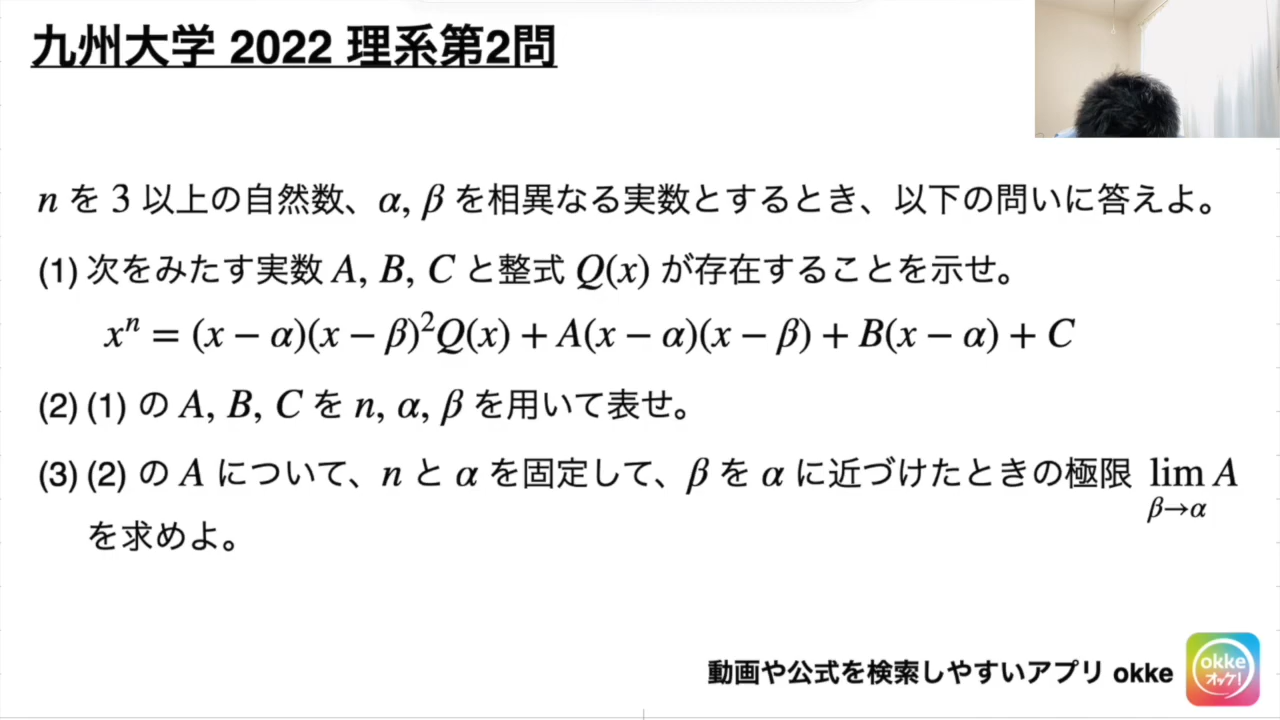 九州大学 2022 理系第2問
n を 3 以上の自然数、α, β を相異なる実数とするとき、以下の問いに答えよ。
(1) 次をみたす実数 A, B, C と整式 Q(x) が存在することを示せ。
xⁿ = (x − α)(x − β)²Q(x) + A(x − α)(x − β) + B(x − α) + C
(2) (1) の A, B, C を n, α, β を用いて表せ。
(3) (2) の A について、n と α を固定して、β を α に近づけたときの極限 lim A
β→α
を求めよ。
動画や公式を検索しやすいアプリ okke
okke
オッケ!